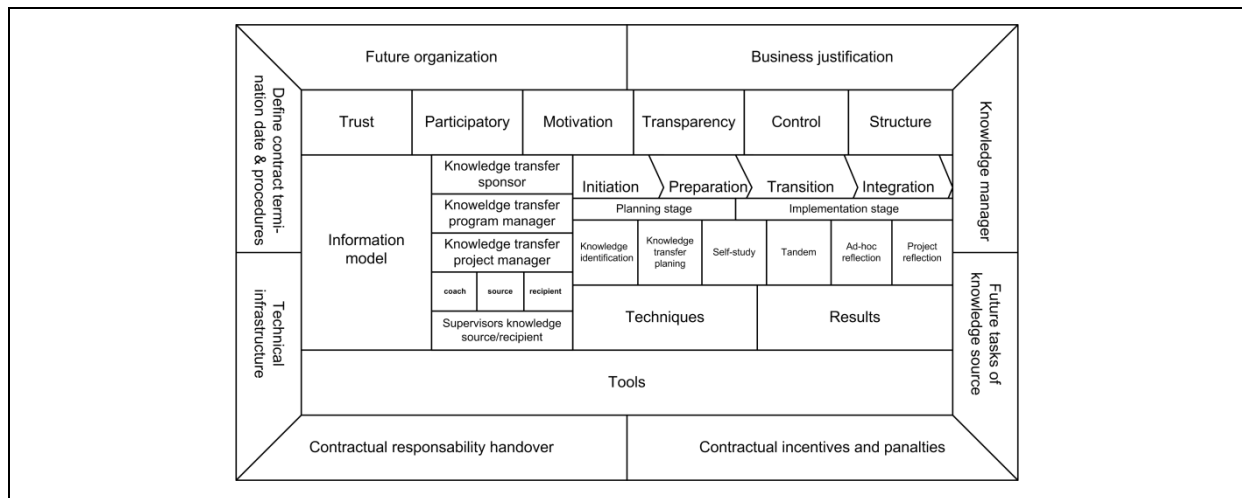 Future organization
Business justification
Define contract termi-
nation date & procedures
Knowledge manager
Trust
Participatory
Motivation
Transparency
Control
Structure
Information
model
Knowledge transfer
sponsor
Knoweldge transfer
program manager
Knowledge transfer
project manager
coach
source
recipient
Supervisors knowledge
source/recipient
Initiation
Preparation
Transition
Integration
Planning stage
Implementation stage
Knowledge
identification
Knowledge
transfer
planing
Self-study
Tandem
Ad-hoc
reflection
Project
reflection
Techniques
Results
Technical
infrastructure
Future tasks of
knowledge source
Tools
Contractual responsability handover
Contractual incentives and panalties